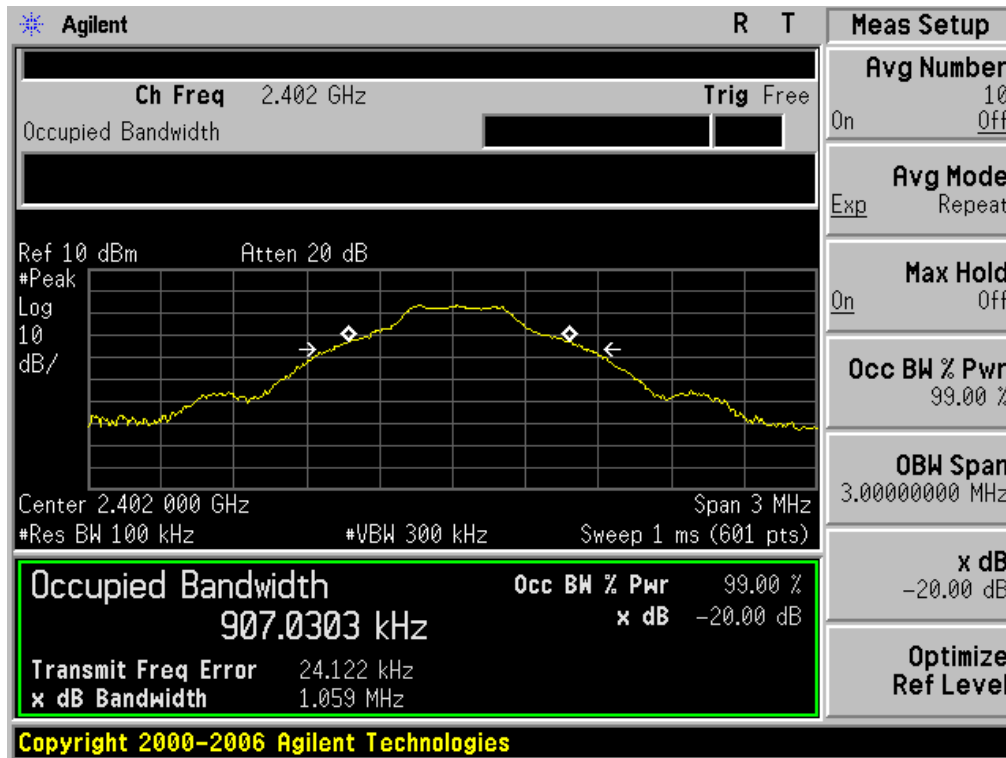 Agilent R T
Ch Freq 2.402 GHz Trig Free
Occupied Bandwidth
Ref 10 dBm Atten 20 dB
#Peak
Log
10
dB/
Center 2.402 000 GHz Span 3 MHz
#Res BW 100 kHz #VBW 300 kHz Sweep 1 ms (601 pts)
Occupied Bandwidth Occ BW % Pwr 99.00 %
907.0303 kHz x dB -20.00 dB
Transmit Freq Error 24.122 kHz
x dB Bandwidth 1.059 MHz
Copyright 2000-2006 Agilent Technologies
Meas Setup
Avg Number
10
On Off
Avg Mode
Exp Repeat
Max Hold
On Off
Occ BW % Pwr
99.00 %
OBW Span
3.00000000 MHz
x dB
-20.00 dB
Optimize
Ref Level